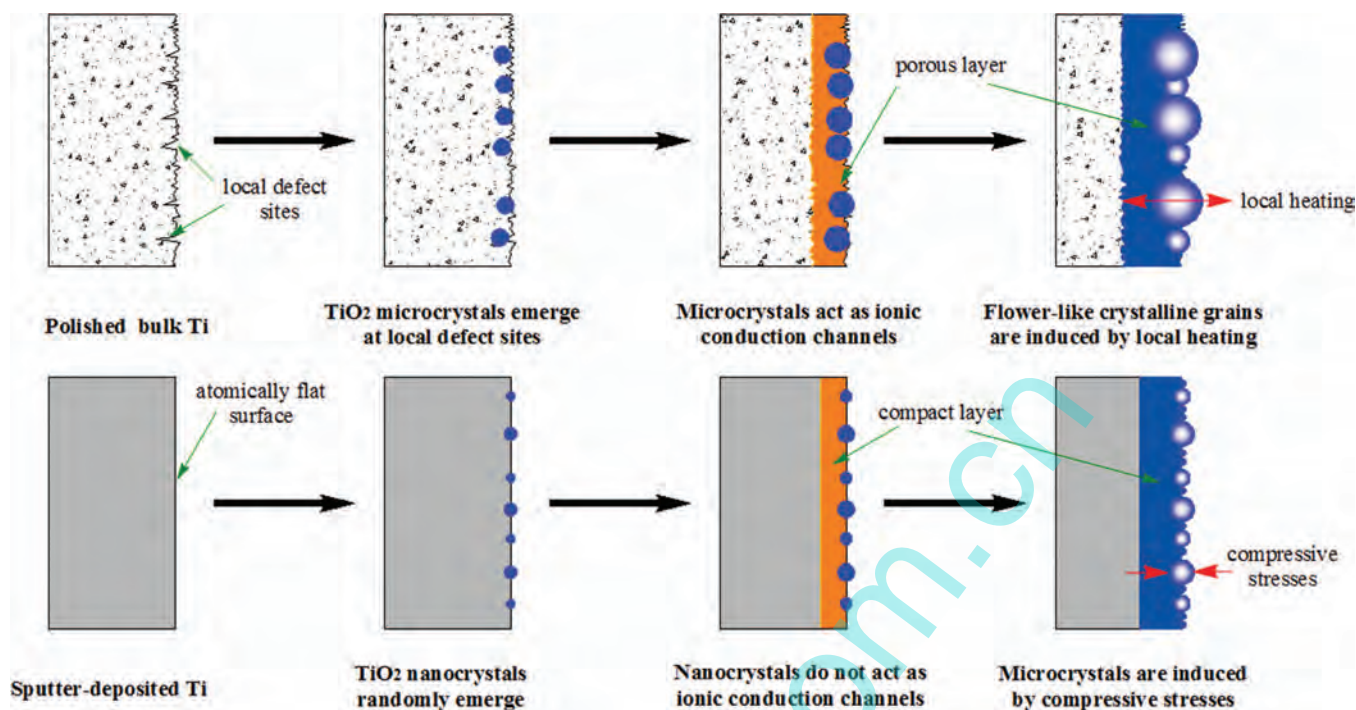 porous layer
local defect
sites
local heating
Polished bulk Ti
TiO2 microcrystals emerge
at local defect sites
Microcrystals act as ionic
conduction channels
Flower-like crystalline grains
are induced by local heating
atomically flat
surface
compact layer
compressive
stresses
Sputter-deposited Ti
TiO2 nanocrystals
randomly emerge
Nanocrystals do not act as
ionic conduction channels
Microcrystals are induced
by compressive stresses
om.cn